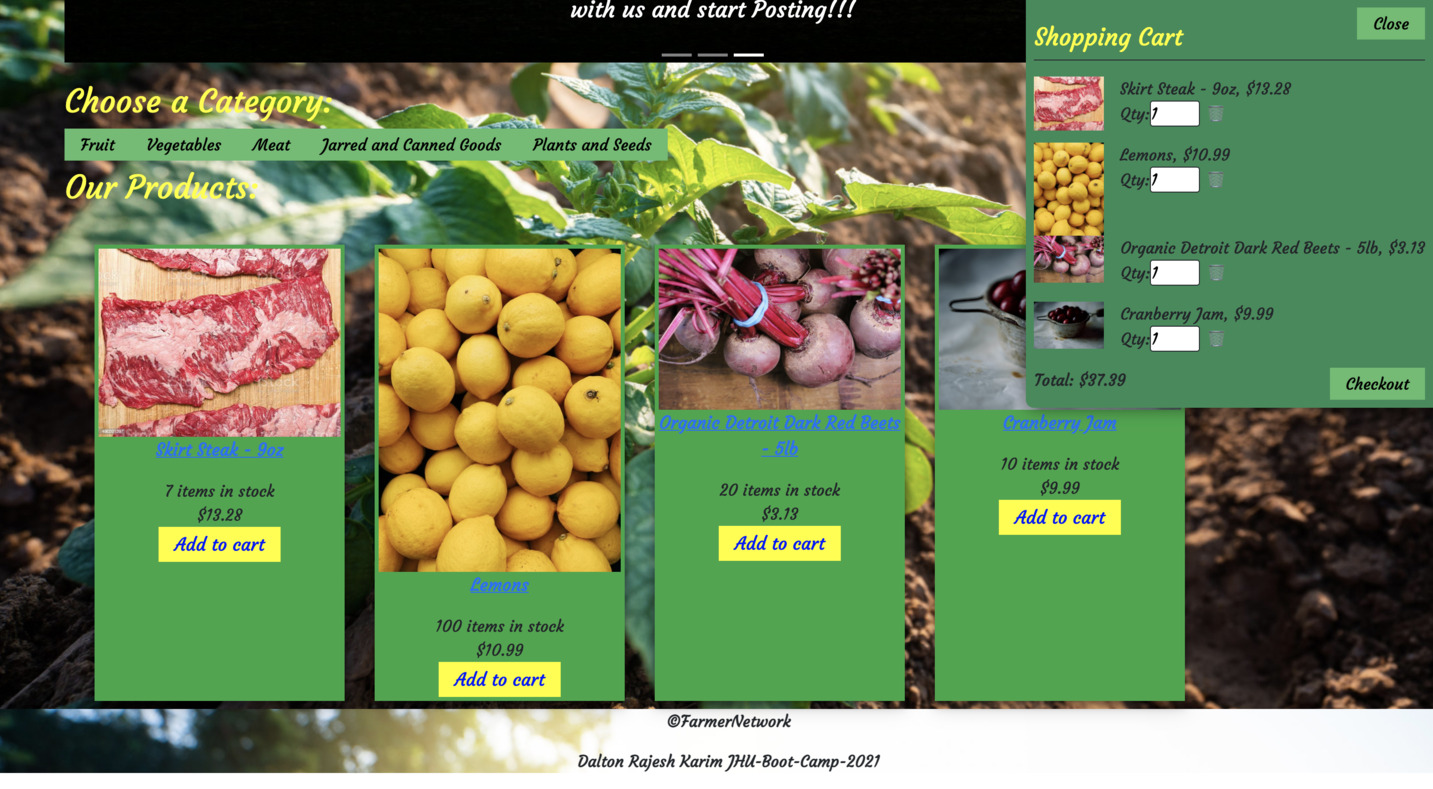 with us and start Posting!!!
Close
Shopping Cart
Skirt Steak - 9oz, $13.28
Qty: 1
Lemons, $10.99
Qty: 1
Organic Detroit Dark Red Beets - 5lb, $3.13
Qty: 1
Cranberry Jam, $9.99
Qty: 1
Total: $37.39
Checkout
Choose a Category:
Fruit Vegetables Meat Jarred and Canned Goods Plants and Seeds
Our Products:
Skirt Steak - 9oz
7 items in stock
$13.28
Add to cart
Lemons
100 items in stock
$10.99
Add to cart
Organic Detroit Dark Red Beets
- 5lb
20 items in stock
$3.13
Add to cart
Cranberry Jam
10 items in stock
$9.99
Add to cart
©FarmerNetwork
Dalton Rajesh Karim JHU-Boot-Camp-2021